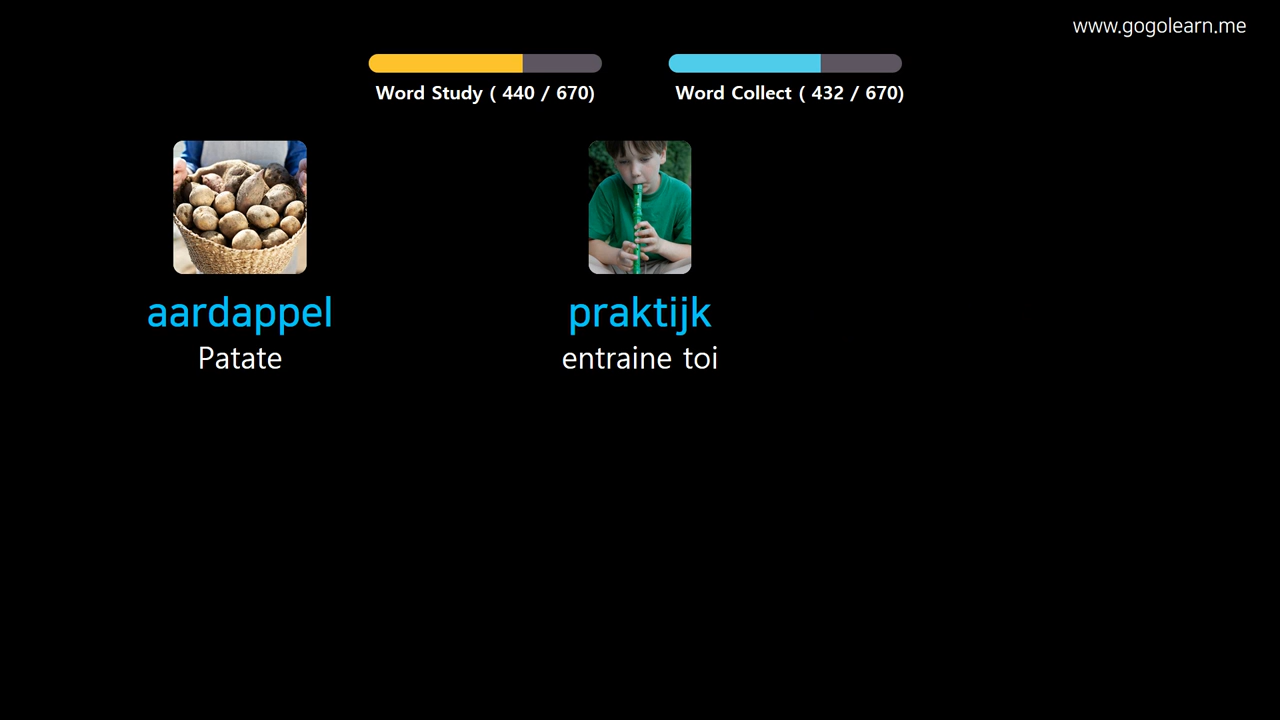 www.gogolearn.me
Word Study ( 440 / 670)
Word Collect ( 432 / 670)
aardappel
Patate
praktijk
entraine toi